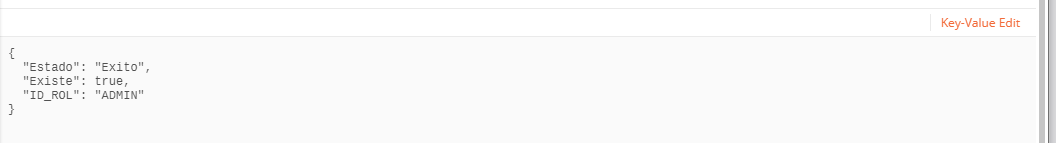 Key-Value Edit
{
  "Estado": "Exito",
  "Existe": true,
  "ID_ROL": "ADMIN"
}